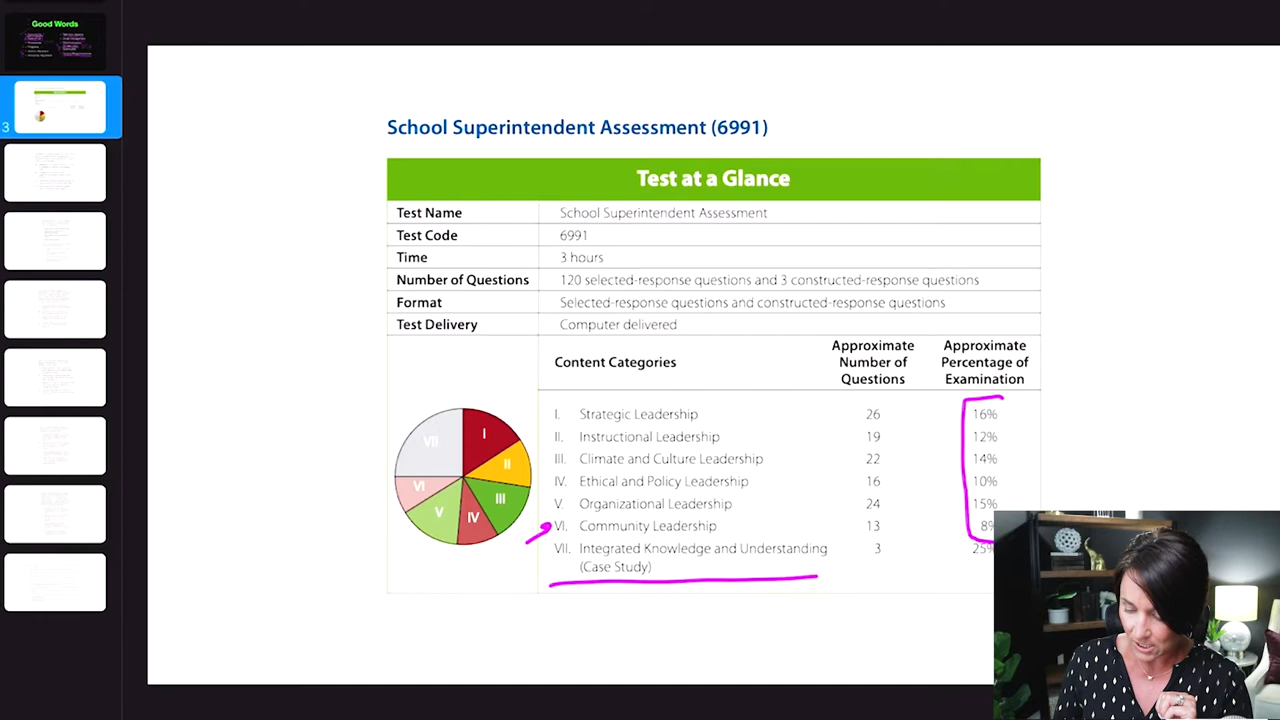 Good Words
3
School Superintendent Assessment (6991)
Test at a Glance
Test Name School Superintendent Assessment
Test Code 6991
Time 3 hours
Number of Questions 120 selected-response questions and 3 constructed-response questions
Format Selected-response questions and constructed-response questions
Test Delivery Computer delivered
Content Categories Approximate Number of Questions Approximate Percentage of Examination
I. Strategic Leadership 26 16%
II. Instructional Leadership 19 12%
III. Climate and Culture Leadership 22 14%
IV. Ethical and Policy Leadership 16 10%
V. Organizational Leadership 24 15%
VI. Community Leadership 13 8%
VII. Integrated Knowledge and Understanding 3 25%
(Case Study)
I
II
III
IV
V
VI
VII